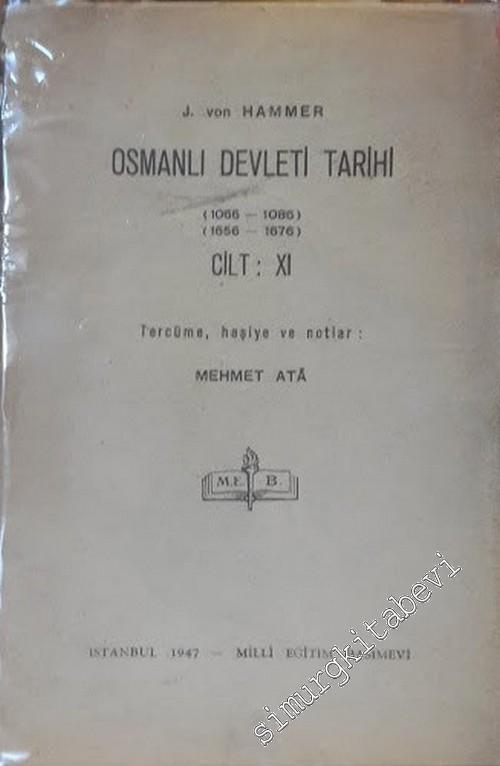 J. von HAMMER
OSMANLI DEVLETİ TARİHİ
(1066 — 1086)
(1656 — 1676)
CİLT : XI
Tercüme, haşiye ve notlar :
MEHMET ATÂ
M.E. B.
İSTANBUL 1947 — MİLLÎ EĞİTİM BASIMEVİ
simurgkitabevi